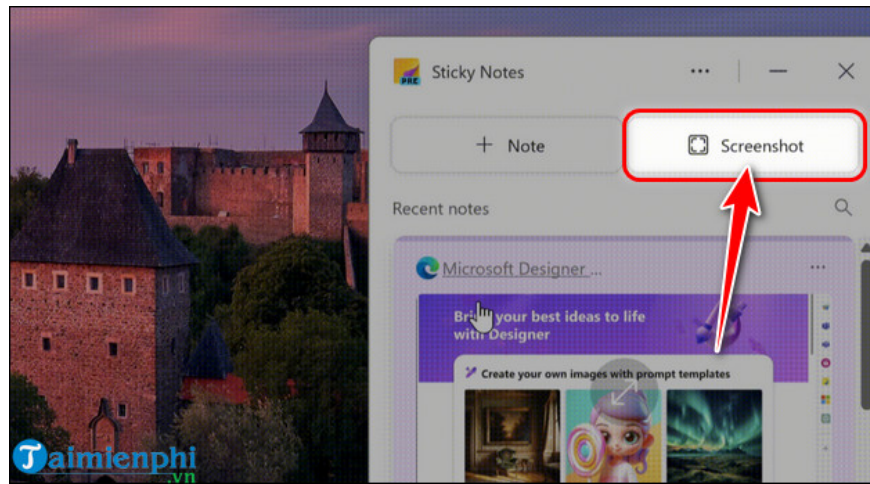 PRE
Sticky Notes
+ Note
Screenshot
Recent notes
Microsoft Designer ...
Bring your best ideas to life
with Designer
Create your own images with prompt templates
Taimienphi
.vn